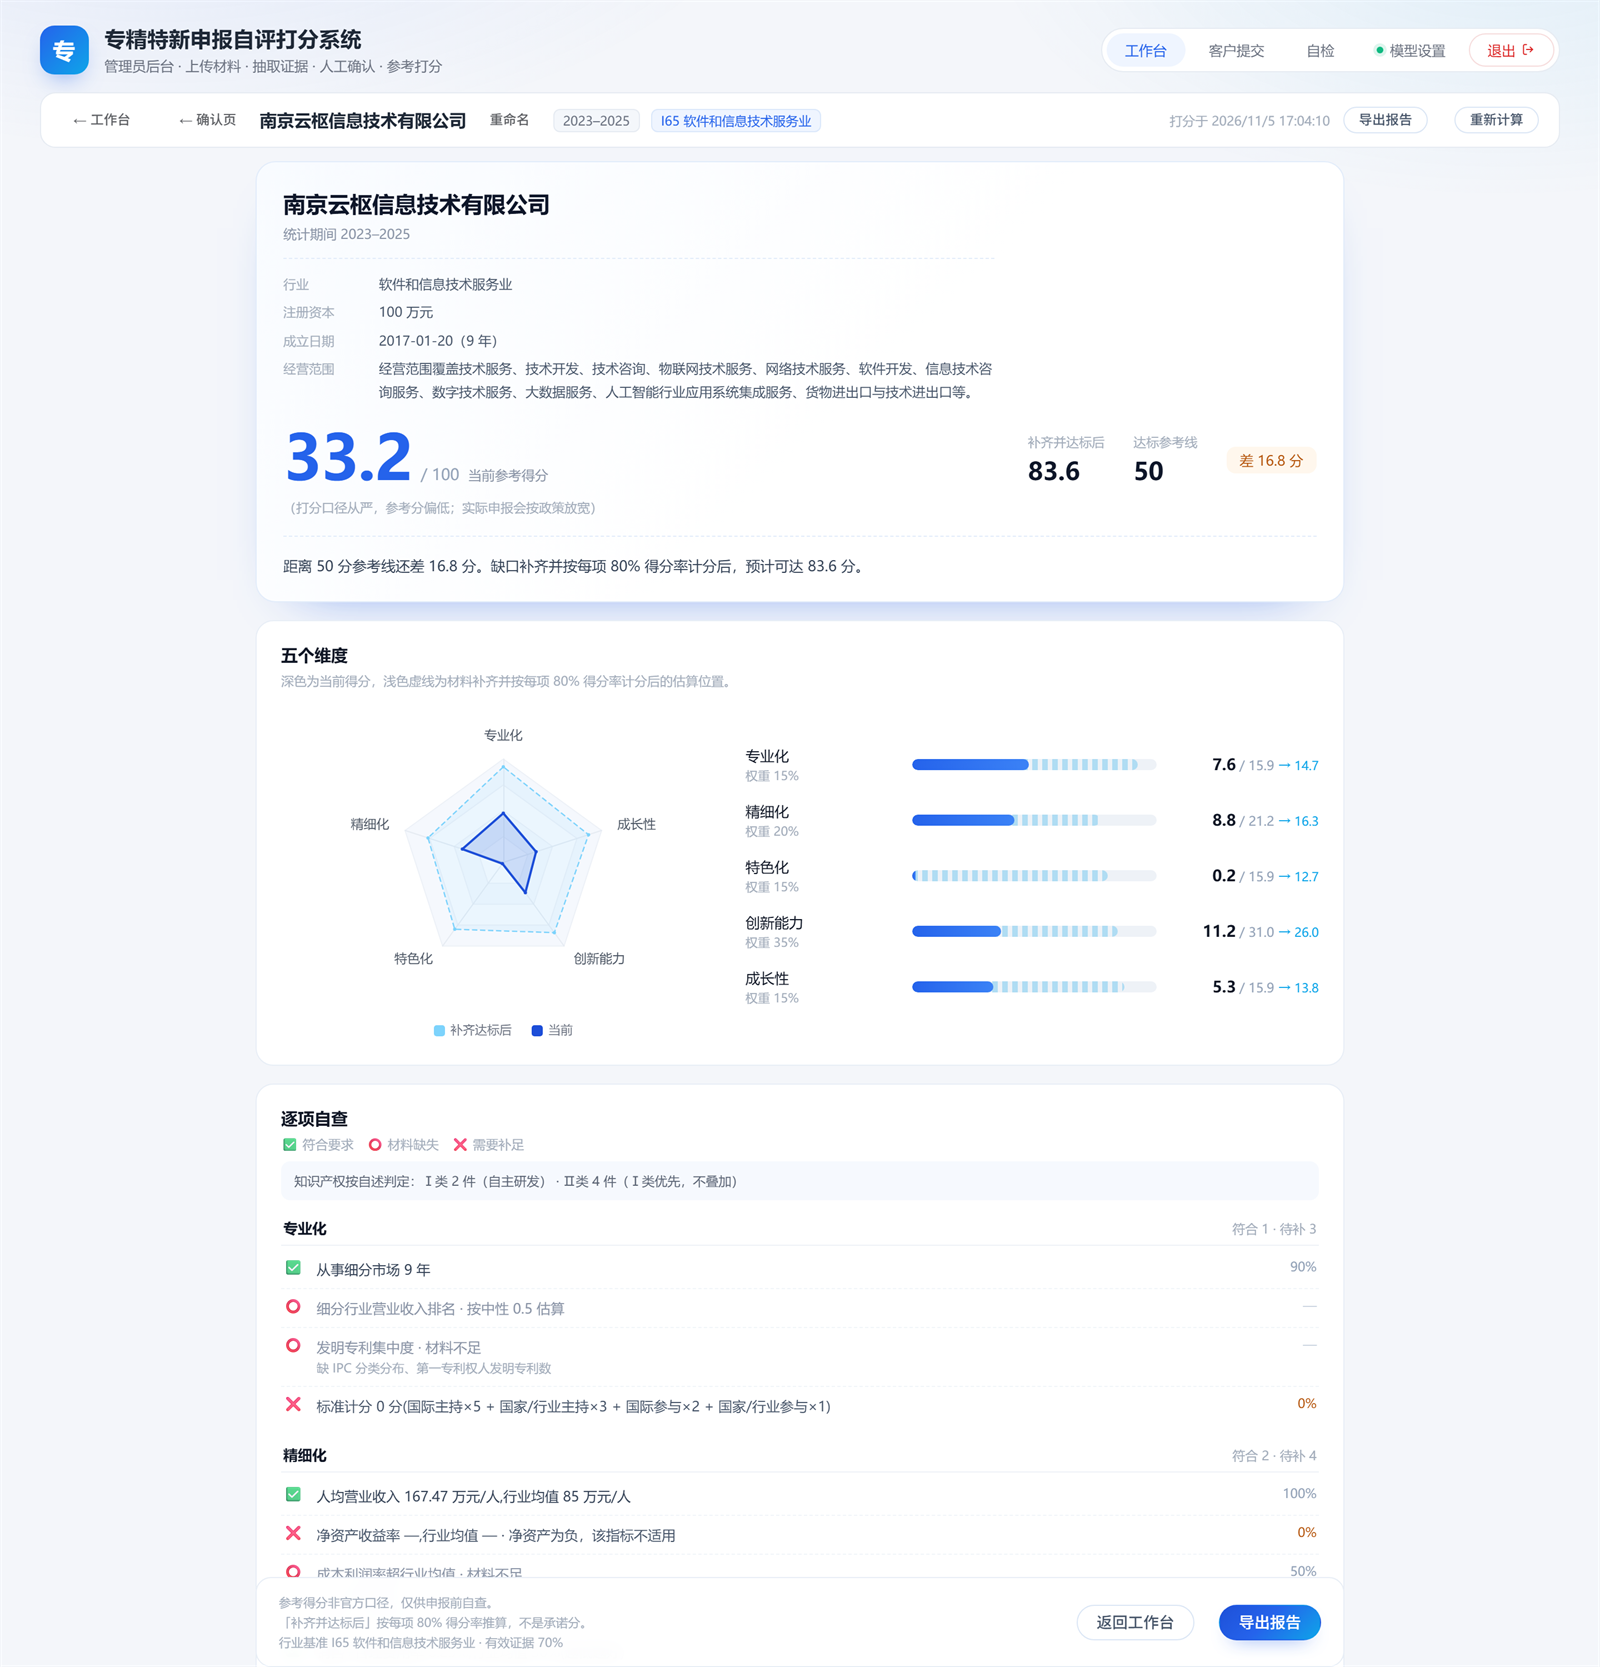 专
专精特新申报自评打分系统
管理员后台 · 上传材料 · 抽取证据 · 人工确认 · 参考打分
工作台 客户提交 自检 模型设置 退出
← 工作台 ← 确认页 南京云枢信息技术有限公司 重命名 2023–2025 I65 软件和信息技术服务业 打分于 2026/11/5 17:04:10 导出报告 重新计算
南京云枢信息技术有限公司
统计期间 2023–2025
行业 软件和信息技术服务业
注册资本 100 万元
成立日期 2017-01-20（9 年）
经营范围 经营范围覆盖技术服务、技术开发、技术咨询、物联网技术服务、网络技术服务、软件开发、信息技术咨
询服务、数字技术服务、大数据服务、人工智能行业应用系统集成服务、货物进出口与技术进出口等。
33.2 / 100 当前参考得分
（打分口径从严，参考分偏低；实际申报会按政策放宽）
补齐并达标后 达标参考线
83.6 50 差 16.8 分
距离 50 分参考线还差 16.8 分。缺口补齐并按每项 80% 得分率计分后，预计可达 83.6 分。
五个维度
深色为当前得分，浅色虚线为材料补齐并按每项 80% 得分率计分后的估算位置。
专业化
成长性
创新能力
特色化
精细化
补齐达标后 当前
专业化
权重 15%
7.6 / 15.9 → 14.7
精细化
权重 20%
8.8 / 21.2 → 16.3
特色化
权重 15%
0.2 / 15.9 → 12.7
创新能力
权重 35%
11.2 / 31.0 → 26.0
成长性
权重 15%
5.3 / 15.9 → 13.8
逐项自查
符合要求 材料缺失 需要补足
知识产权按自述判定： Ⅰ 类 2 件（自主研发） · Ⅱ类 4 件（ Ⅰ 类优先，不叠加）
专业化 符合 1 · 待补 3
从事细分市场 9 年 90%
细分行业营业收入排名 · 按中性 0.5 估算 —
发明专利集中度 · 材料不足 —
缺 IPC 分类分布、第一专利权人发明专利数
标准计分 0 分(国际主持×5 + 国家/行业主持×3 + 国际参与×2 + 国家/行业参与×1) 0%
精细化 符合 2 · 待补 4
人均营业收入 167.47 万元/人,行业均值 85 万元/人 100%
净资产收益率 —,行业均值 — · 净资产为负，该指标不适用 0%
成本利润率超行业均值 · 材料不足 50%
参考得分非官方口径，仅供申报前自查。
「补齐并达标后」按每项 80% 得分率推算，不是承诺分。
行业基准 I65 软件和信息技术服务业 · 有效证据 70%
返回工作台 导出报告